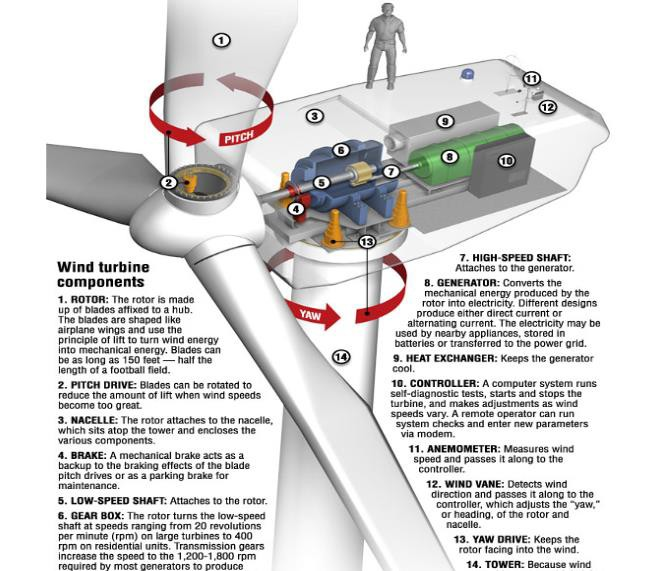 1
PITCH
2
3
4
5
6
7
8
9
10
11
12
13
YAW
14
Wind turbine
components
1. ROTOR: The rotor is made
up of blades affixed to a hub.
The blades are shaped like
airplane wings and use the
principle of lift to turn wind energy
into mechanical energy. Blades can
be as long as 150 feet — half the
length of a football field.
2. PITCH DRIVE: Blades can be rotated to
reduce the amount of lift when wind speeds
become too great.
3. NACELLE: The rotor attaches to the nacelle,
which sits atop the tower and encloses the
various components.
4. BRAKE: A mechanical brake acts as a
backup to the braking effects of the blade
pitch drives or as a parking brake for
maintenance.
5. LOW-SPEED SHAFT: Attaches to the rotor.
6. GEAR BOX: The rotor turns the low-speed
shaft at speeds ranging from 20 revolutions
per minute (rpm) on large turbines to 400
rpm on residential units. Transmission gears
increase the speed to the 1,200-1,800 rpm
required by most generators to produce
7. HIGH-SPEED SHAFT:
Attaches to the generator.
8. GENERATOR: Converts the
mechanical energy produced by the
rotor into electricity. Different designs
produce either direct current or
alternating current. The electricity may be
used by nearby appliances, stored in
batteries or transferred to the power grid.
9. HEAT EXCHANGER: Keeps the generator
cool.
10. CONTROLLER: A computer system runs
self-diagnostic tests, starts and stops the
turbine, and makes adjustments as wind
speeds vary. A remote operator can run
system checks and enter new parameters
via modem.
11. ANEMOMETER: Measures wind
speed and passes it along to the
controller.
12. WIND VANE: Detects wind
direction and passes it along to the
controller, which adjusts the "yaw,"
or heading, of the rotor and
nacelle.
13. YAW DRIVE: Keeps the
rotor facing into the wind.
14. TOWER: Because wind